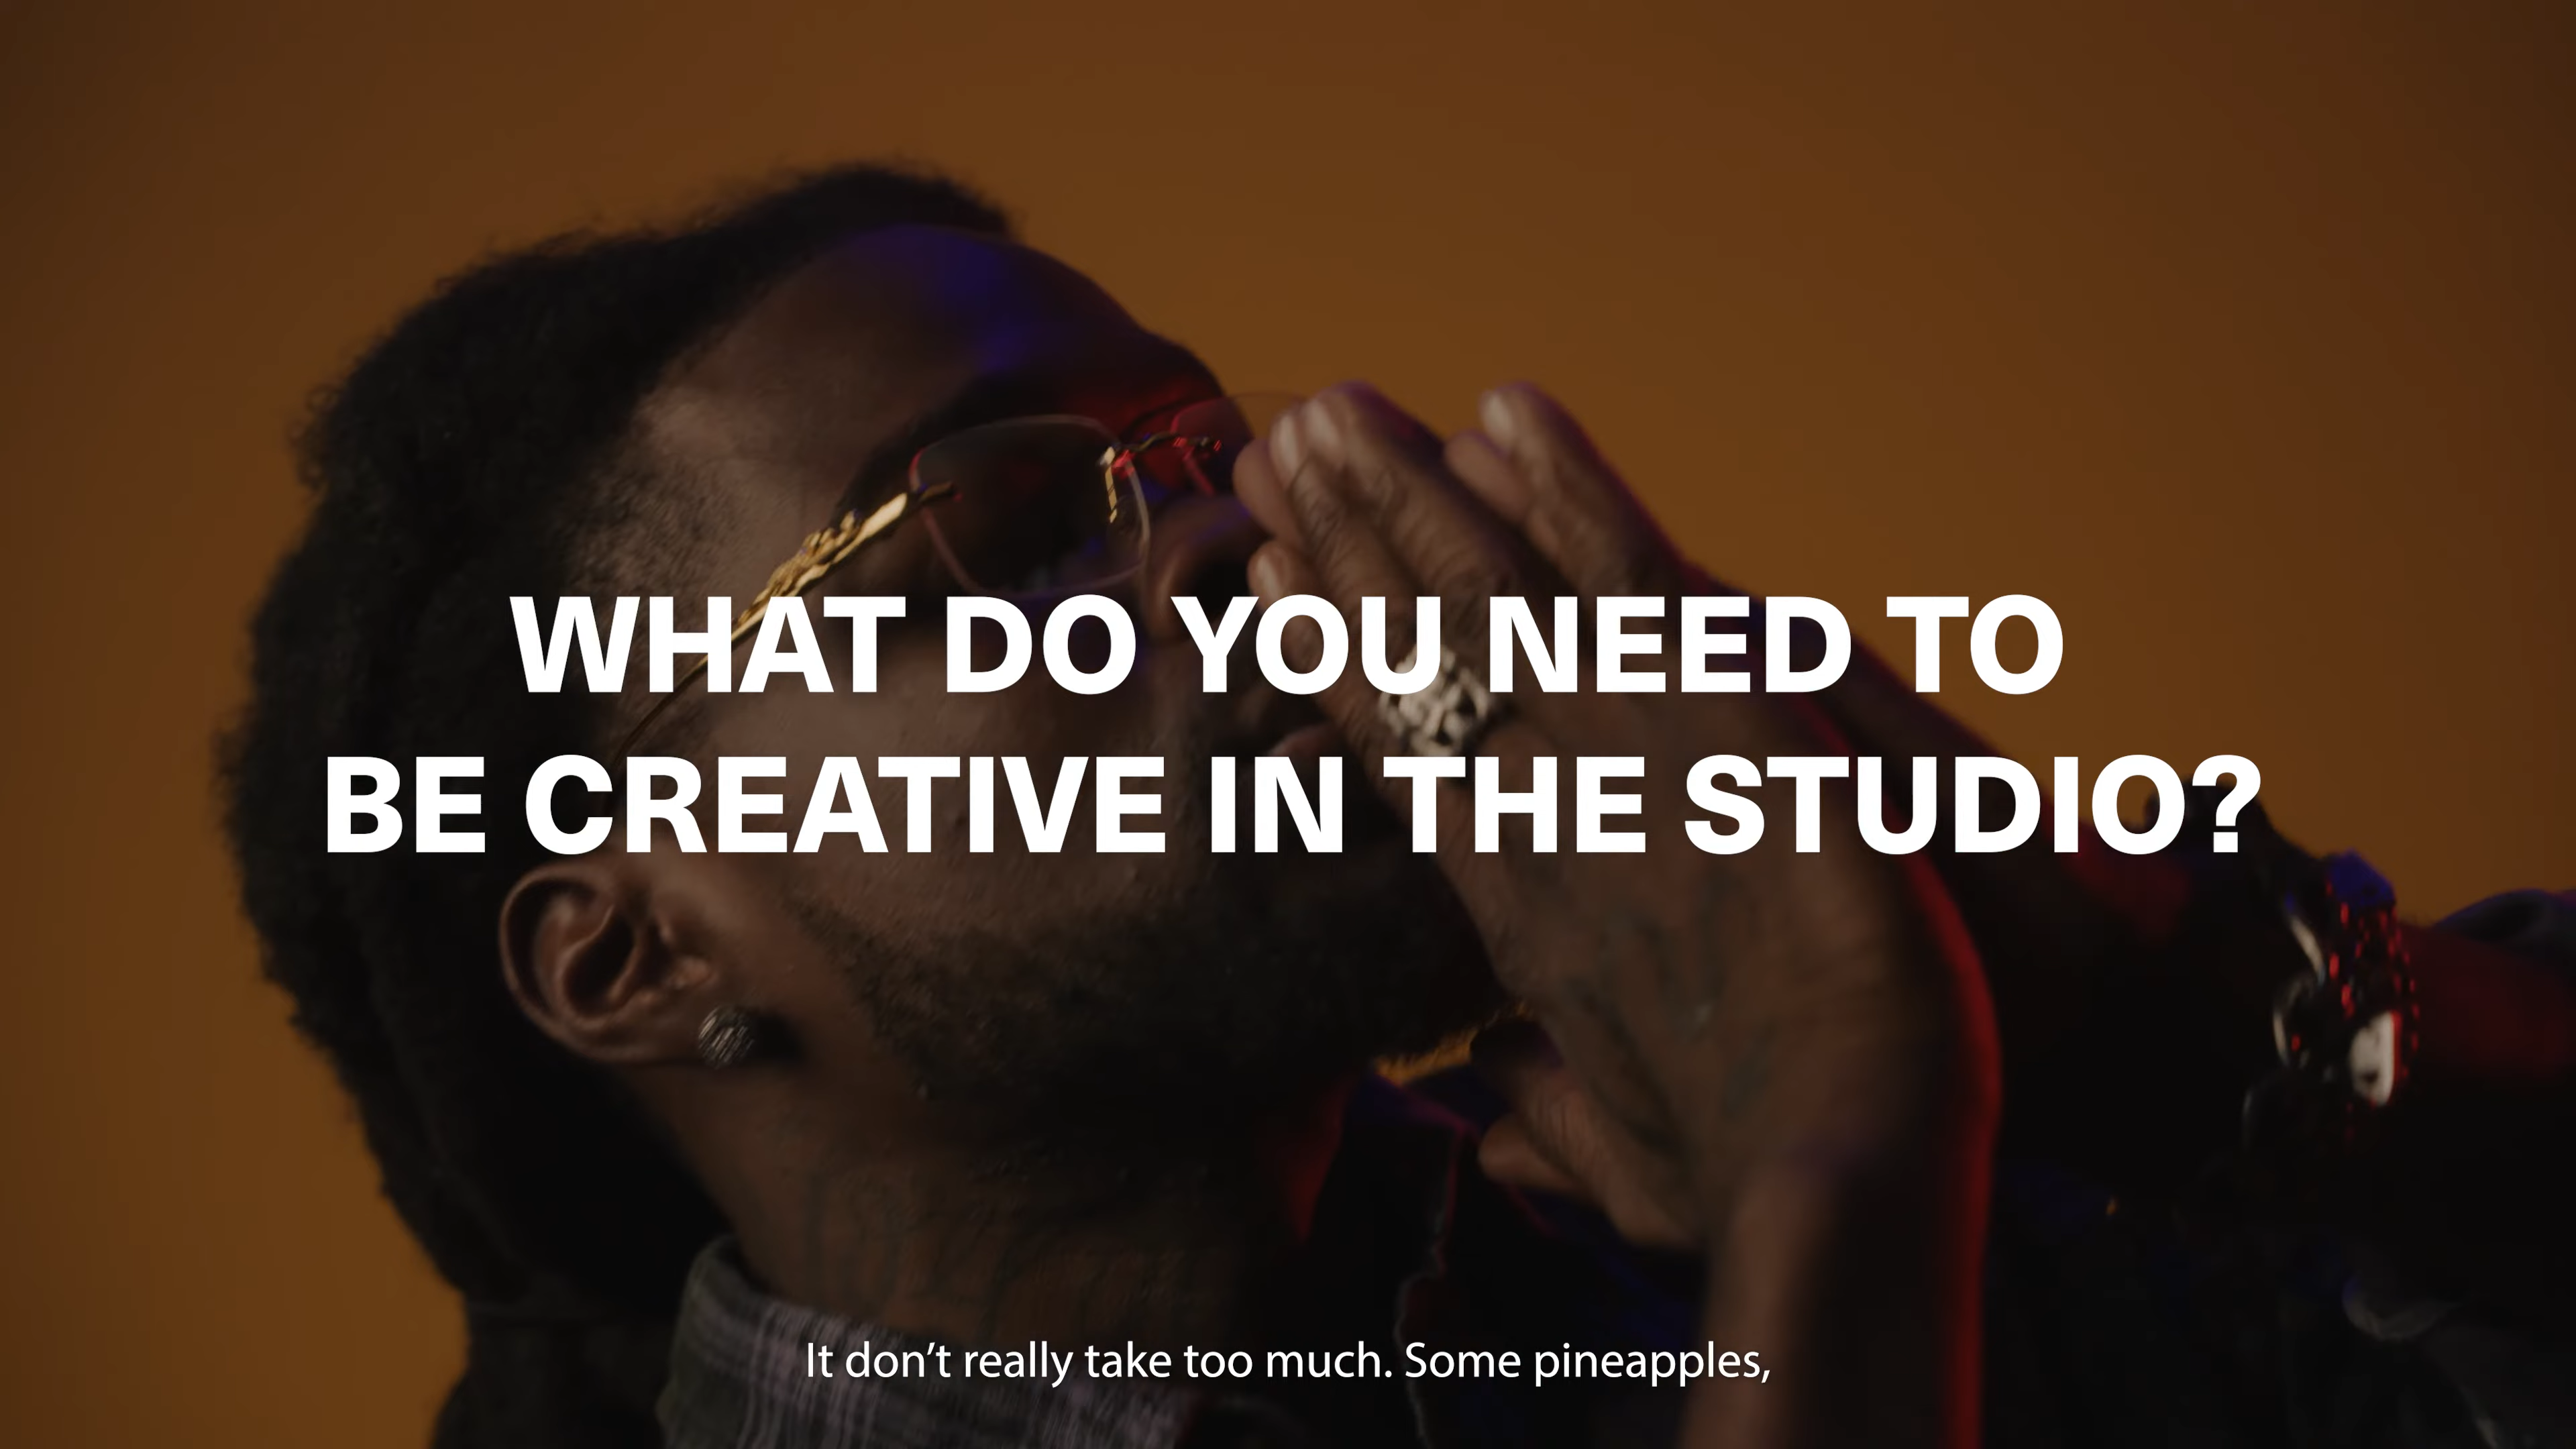 WHAT DO YOU NEED TO
BE CREATIVE IN THE STUDIO?
It don’t really take too much. Some pineapples,